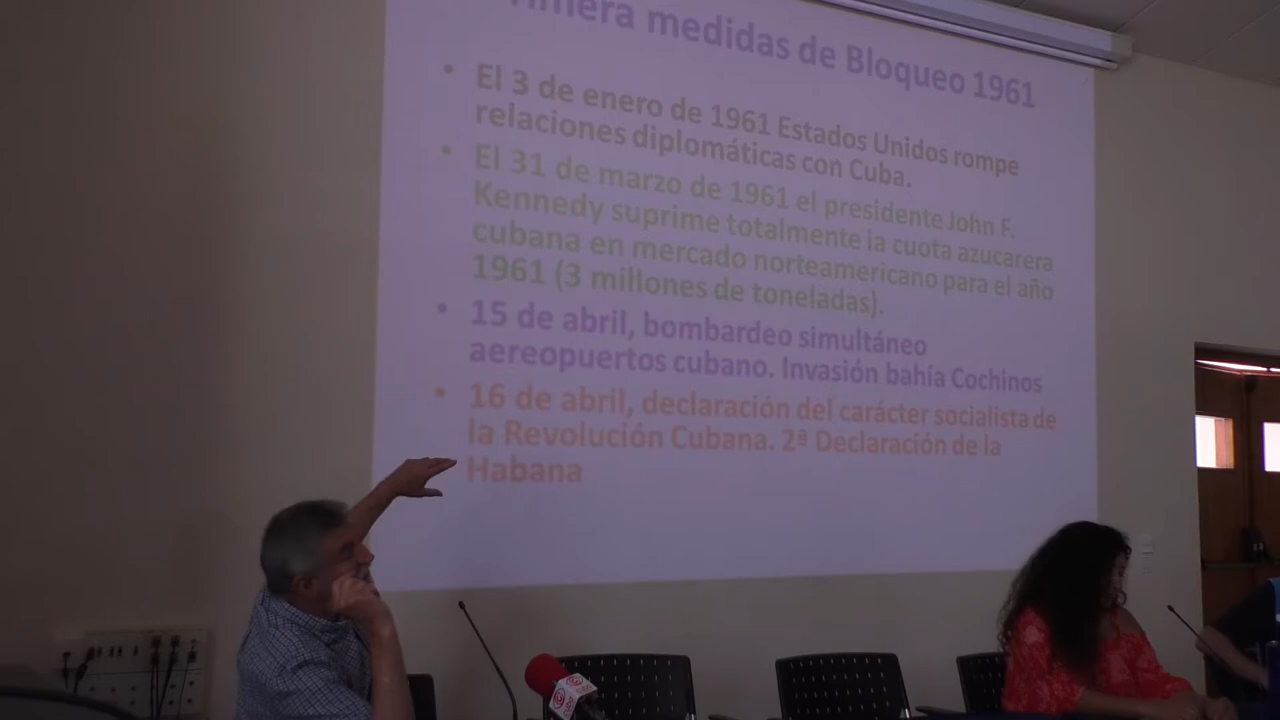 rimera medidas de Bloqueo 1961
• El 3 de enero de 1961 Estados Unidos rompe
relaciones diplomáticas con Cuba.
• El 31 de marzo de 1961 el presidente John F.
Kennedy suprime totalmente la cuota azucarera
cubana en mercado norteamericano para el año
1961 (3 millones de toneladas).
• 15 de abril, bombardeo simultáneo
aereopuertos cubano. Invasión bahía Cochinos
• 16 de abril, declaración del carácter socialista de
la Revolución Cubana. 2ª Declaración de la
Habana